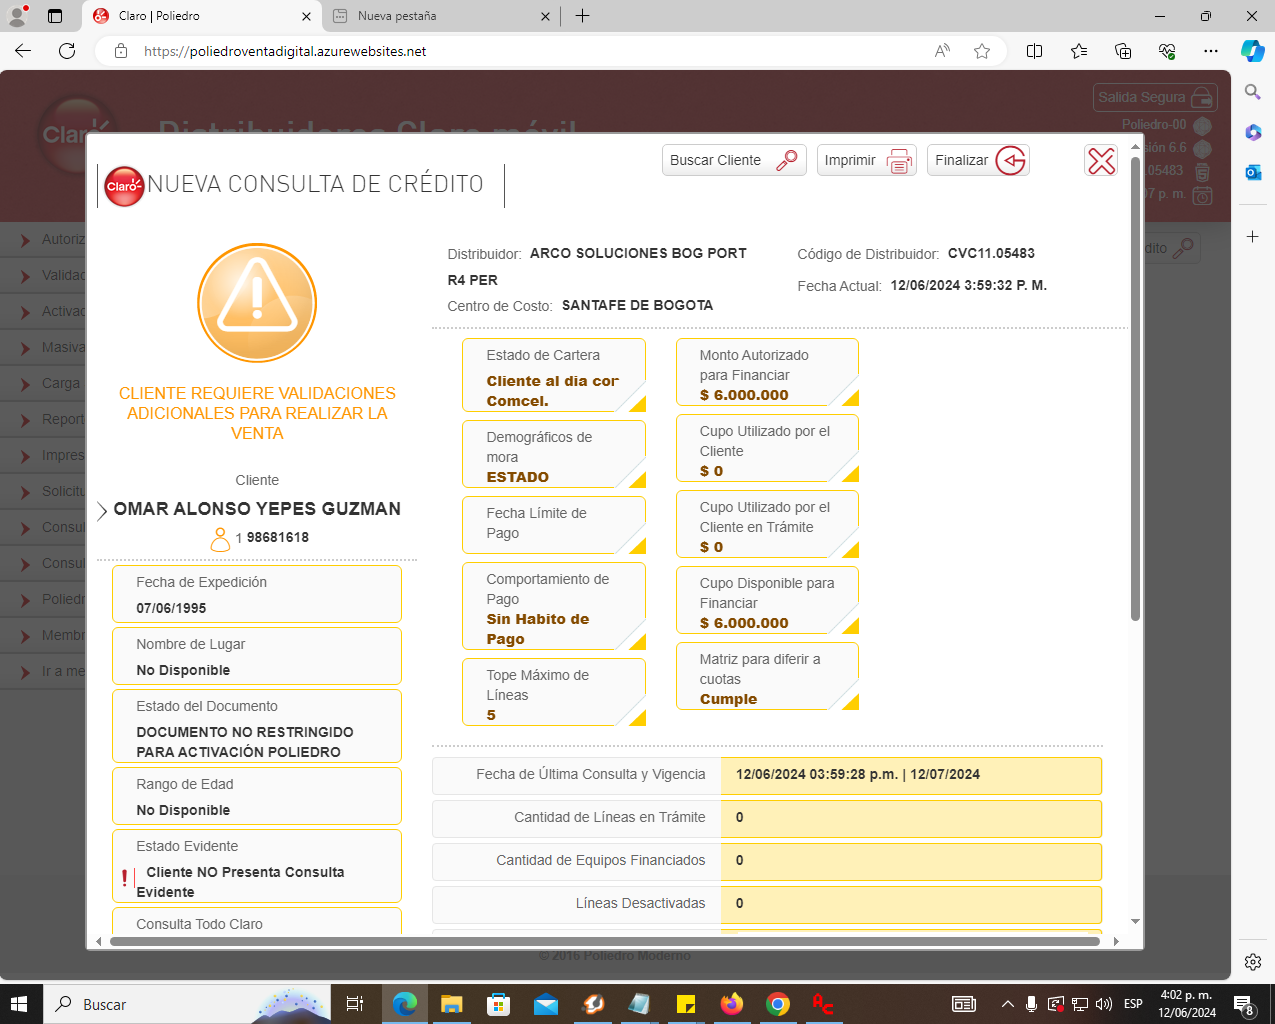 Claro | Poliedro
Nueva pestaña
https://poliedroventadigital.azurewebsites.net
Salida Segura
Poliedro-00
sión 6.6
.05483
7 p. m.
Claro
Distribuidores Claro móvil
Buscar Cliente
Imprimir
Finalizar
Claro
NUEVA CONSULTA DE CRÉDITO
Autoriz
Validac
Activac
Masiva
Carga
Report
Impres
Solicitu
Consul
Consul
Poliedr
Membr
Ir a me
dito
CLIENTE REQUIERE VALIDACIONES
ADICIONALES PARA REALIZAR LA
VENTA
Cliente
OMAR ALONSO YEPES GUZMAN
1 98681618
Fecha de Expedición
07/06/1995
Nombre de Lugar
No Disponible
Estado del Documento
DOCUMENTO NO RESTRINGIDO
PARA ACTIVACIÓN POLIEDRO
Rango de Edad
No Disponible
Estado Evidente
Cliente NO Presenta Consulta
Evidente
Consulta Todo Claro
Distribuidor: ARCO SOLUCIONES BOG PORT
R4 PER
Centro de Costo: SANTAFE DE BOGOTA
Código de Distribuidor: CVC11.05483
Fecha Actual: 12/06/2024 3:59:32 P. M.
Estado de Cartera
Cliente al dia cor
Comcel.
Demográficos de
mora
ESTADO
Fecha Límite de
Pago
Comportamiento de
Pago
Sin Habito de
Pago
Tope Máximo de
Líneas
5
Monto Autorizado
para Financiar
$ 6.000.000
Cupo Utilizado por el
Cliente
$ 0
Cupo Utilizado por el
Cliente en Trámite
$ 0
Cupo Disponible para
Financiar
$ 6.000.000
Matriz para diferir a
cuotas
Cumple
Fecha de Última Consulta y Vigencia 12/06/2024 03:59:28 p.m. | 12/07/2024
Cantidad de Líneas en Trámite 0
Cantidad de Equipos Financiados 0
Líneas Desactivadas 0
© 2016 Poliedro Moderno
Buscar
ESP
4:02 p. m.
12/06/2024
8